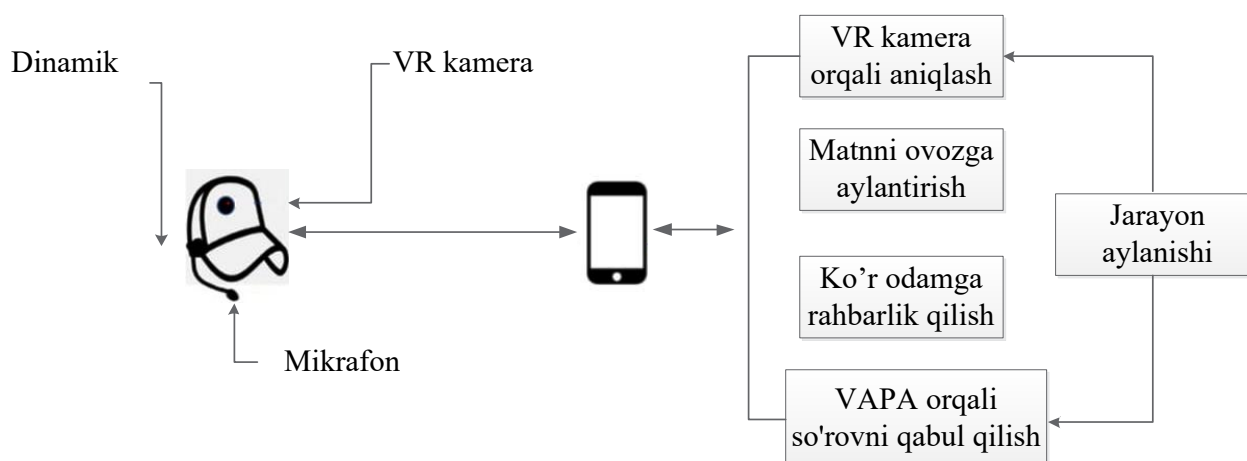 Dinamik
VR kamera
Mikrafon
VR kamera
orqali aniqlash
Matnni ovozga
aylantirish
Ko’r odamga
rahbarlik qilish
VAPA orqali
so'rovni qabul qilish
Jarayon
aylanishi